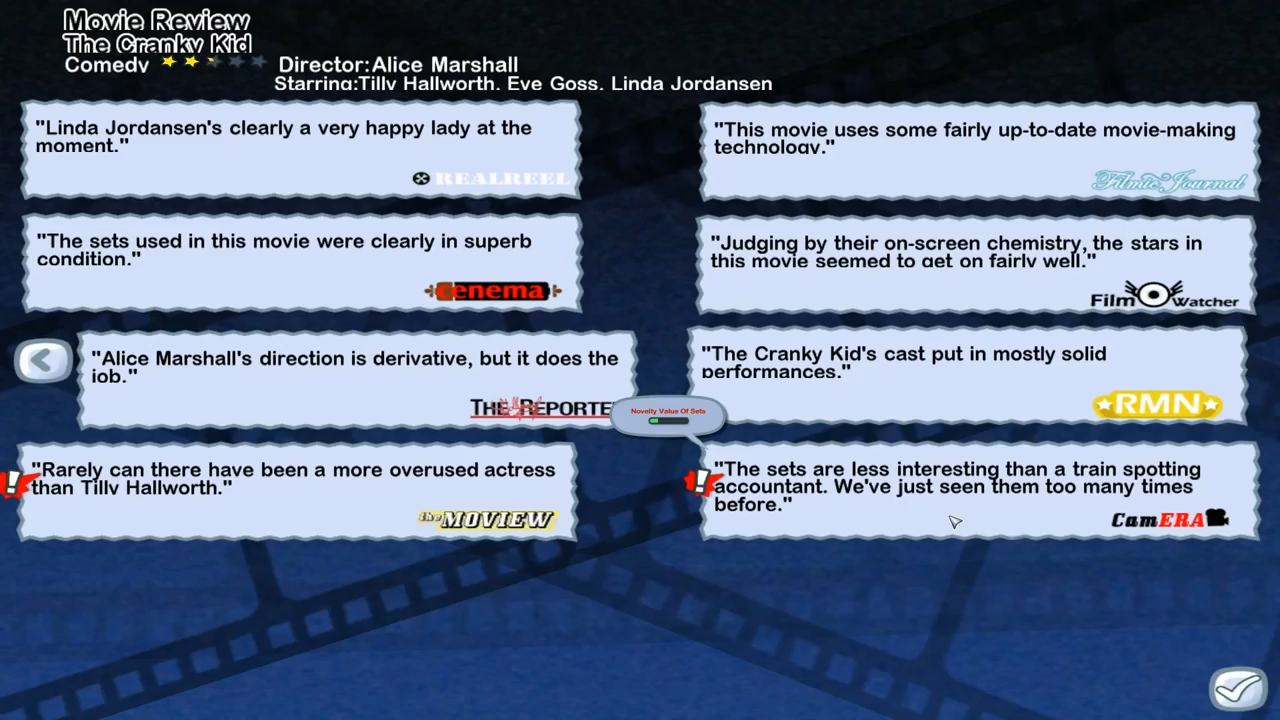 Movie Review
The Cranky Kid
Comedy
Director:Alice Marshall
Starring:Tilly Hallworth, Eve Goss, Linda Jordansen
"Linda Jordansen's clearly a very happy lady at the
moment."
REALREEL
"This movie uses some fairly up-to-date movie-making
technology."
Filmic Journal
"The sets used in this movie were clearly in superb
condition."
cenema
"Judging by their on-screen chemistry, the stars in
this movie seemed to get on fairly well."
Film Watcher
"Alice Marshall's direction is derivative, but it does the
job."
THE REPORTE
"The Cranky Kid's cast put in mostly solid
performances."
RMN
Novelty Value Of Sets
"Rarely can there have been a more overused actress
than Tilly Hallworth."
the MOVIEW
"The sets are less interesting than a train spotting
accountant. We've just seen them too many times
before."
CamERA